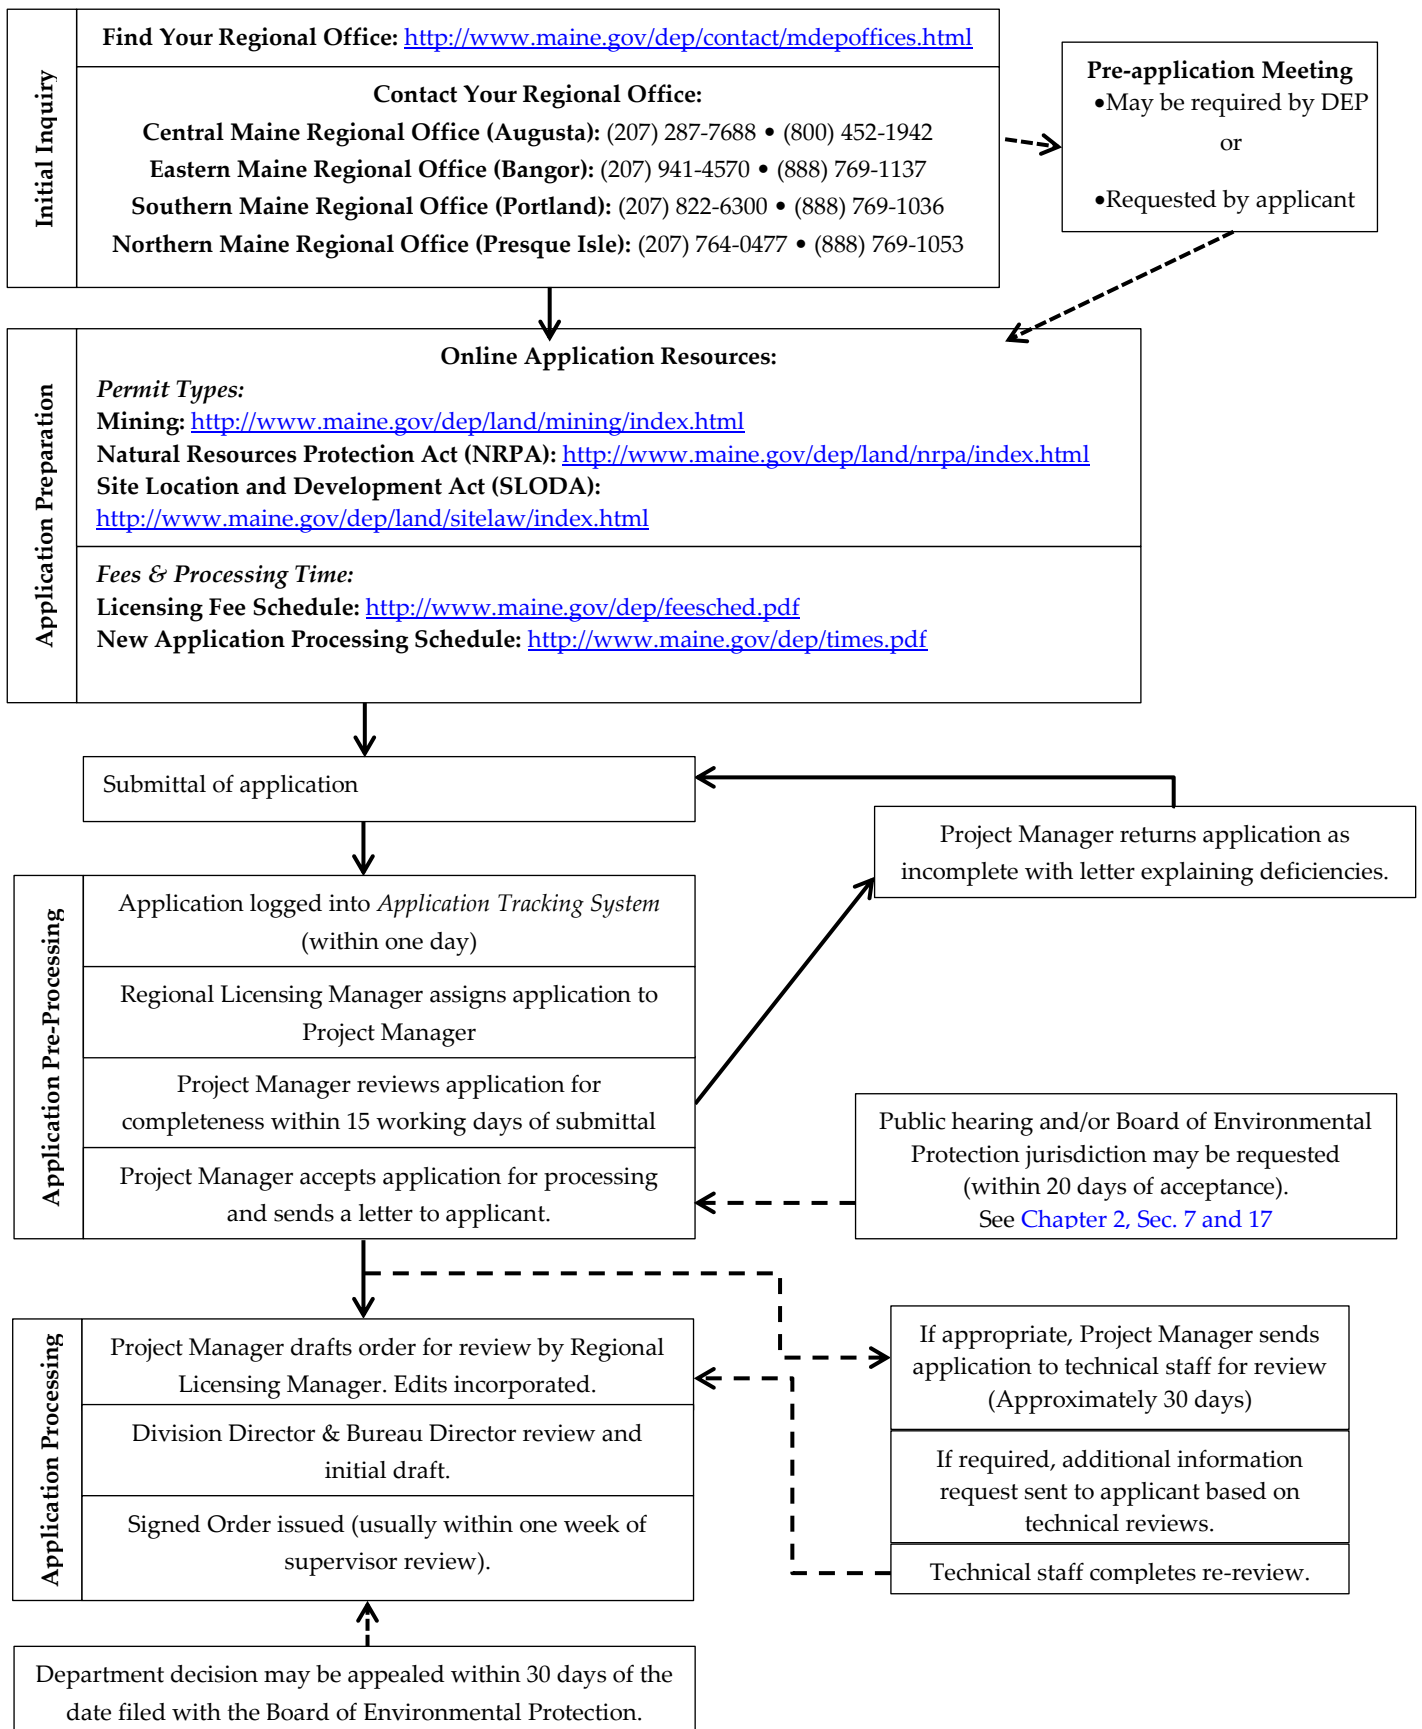 Initial Inquiry
Find Your Regional Office: http://www.maine.gov/dep/contact/mdepoffices.html
Contact Your Regional Office:
Central Maine Regional Office (Augusta): (207) 287-7688 • (800) 452-1942
Eastern Maine Regional Office (Bangor): (207) 941-4570 • (888) 769-1137
Southern Maine Regional Office (Portland): (207) 822-6300 • (888) 769-1036
Northern Maine Regional Office (Presque Isle): (207) 764-0477 • (888) 769-1053
Pre-application Meeting
•May be required by DEP
or
•Requested by applicant
Application Preparation
Online Application Resources:
Permit Types:
Mining: http://www.maine.gov/dep/land/mining/index.html
Natural Resources Protection Act (NRPA): http://www.maine.gov/dep/land/nrpa/index.html
Site Location and Development Act (SLODA):
http://www.maine.gov/dep/land/sitelaw/index.html
Fees & Processing Time:
Licensing Fee Schedule: http://www.maine.gov/dep/feesched.pdf
New Application Processing Schedule: http://www.maine.gov/dep/times.pdf
Submittal of application
Project Manager returns application as
incomplete with letter explaining deficiencies.
Application Pre-Processing
Application logged into Application Tracking System
(within one day)
Regional Licensing Manager assigns application to
Project Manager
Project Manager reviews application for
completeness within 15 working days of submittal
Project Manager accepts application for processing
and sends a letter to applicant.
Public hearing and/or Board of Environmental
Protection jurisdiction may be requested
(within 20 days of acceptance).
See Chapter 2, Sec. 7 and 17
Application Processing
Project Manager drafts order for review by Regional
Licensing Manager. Edits incorporated.
Division Director & Bureau Director review and
initial draft.
Signed Order issued (usually within one week of
supervisor review).
If appropriate, Project Manager sends
application to technical staff for review
(Approximately 30 days)
If required, additional information
request sent to applicant based on
technical reviews.
Technical staff completes re-review.
Department decision may be appealed within 30 days of the
date filed with the Board of Environmental Protection.